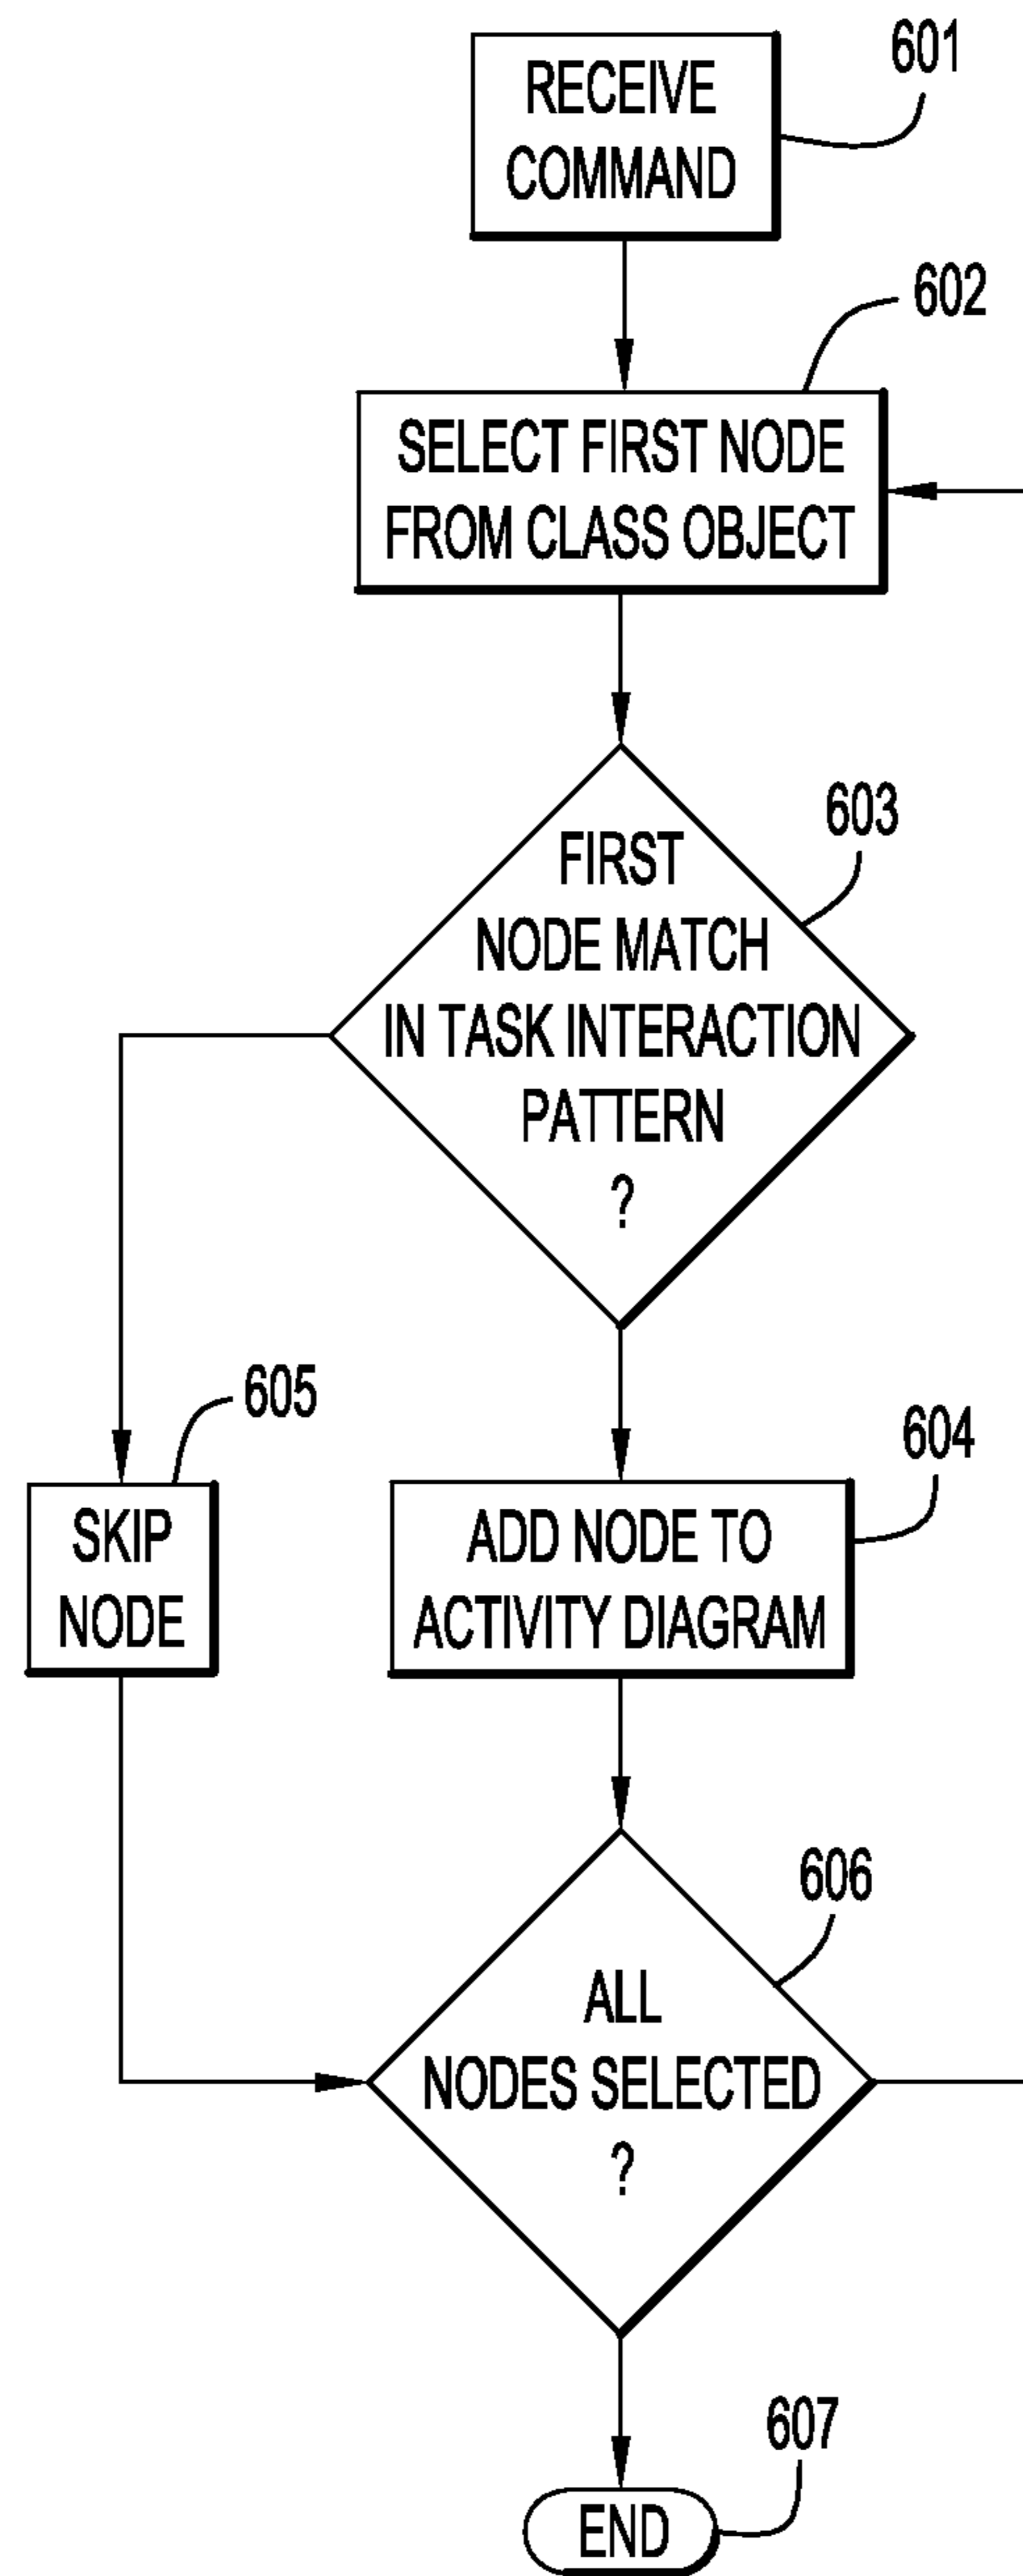 601
RECEIVE
COMMAND
602
SELECT FIRST NODE
FROM CLASS OBJECT
603
FIRST
NODE MATCH
IN TASK INTERACTION
PATTERN
?
605
SKIP
NODE
604
ADD NODE TO
ACTIVITY DIAGRAM
606
ALL
NODES SELECTED
?
607
END